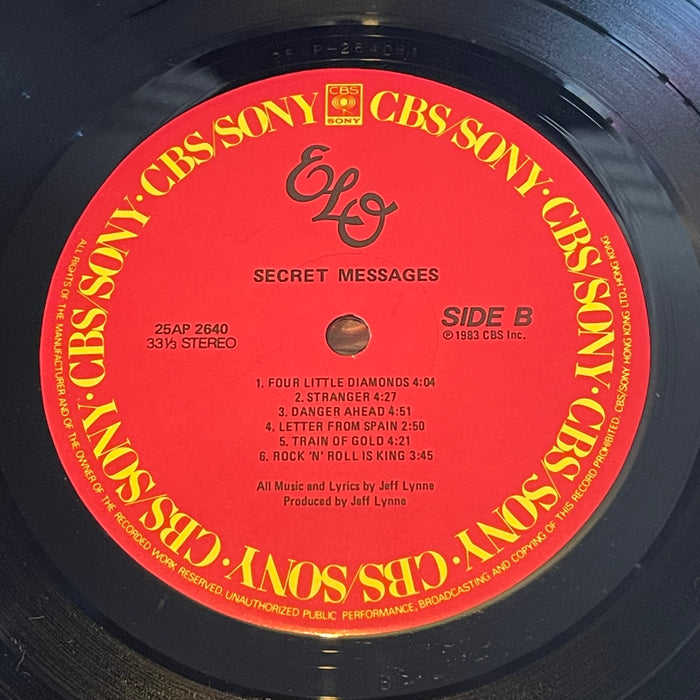 25AP-2640B1
CBS/SONY · CBS/SONY · CBS/SONY · CBS/SONY · CBS/SONY · CBS/SONY · CBS/SONY · CBS/SONY
CBS
SONY
ELO
SECRET MESSAGES
25AP 2640
33⅓ STEREO
SIDE B
℗1983 CBS Inc.
1. FOUR LITTLE DIAMONDS 4:04
2. STRANGER 4:27
3. DANGER AHEAD 4:51
4. LETTER FROM SPAIN 2:50
5. TRAIN OF GOLD 4:21
6. ROCK 'N' ROLL IS KING 3:45
All Music and Lyrics by Jeff Lynne
Produced by Jeff Lynne
ALL RIGHTS OF THE MANUFACTURER AND OF THE OWNER OF THE RECORDED WORK RESERVED. UNAUTHORIZED PUBLIC PERFORMANCE, BROADCASTING AND COPYING OF THIS RECORD PROHIBITED. CBS/SONY HONG KONG LTD., HONG KONG